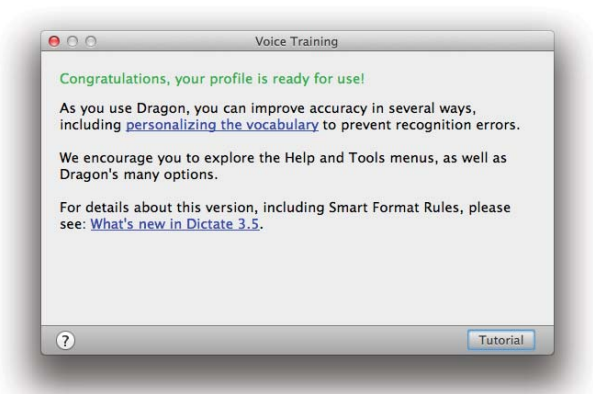 Voice Training
Congratulations, your profile is ready for use!
As you use Dragon, you can improve accuracy in several ways,
including personalizing the vocabulary to prevent recognition errors.
We encourage you to explore the Help and Tools menus, as well as
Dragon's many options.
For details about this version, including Smart Format Rules, please
see: What's new in Dictate 3.5.
?
Tutorial